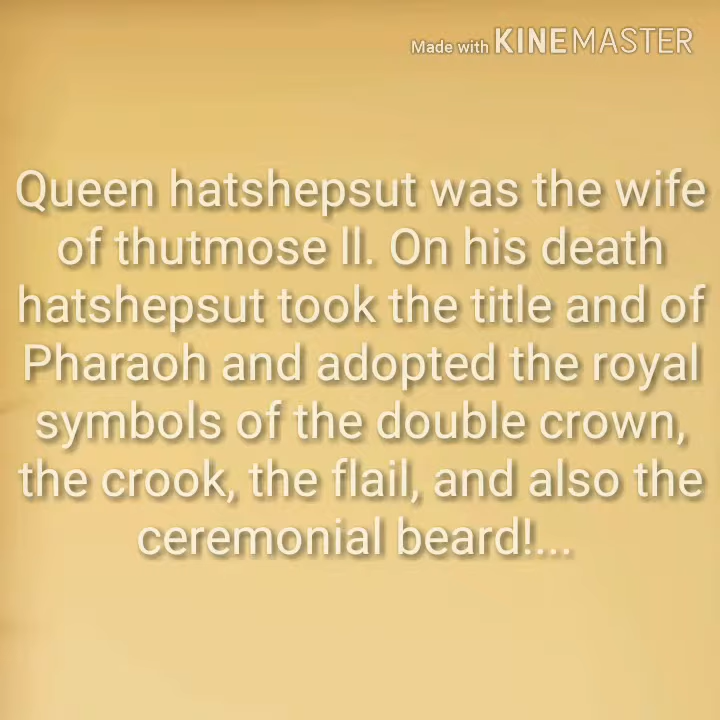 Made with KINEMASTER
Queen hatshepsut was the wife
of thutmose ll. On his death
hatshepsut took the title and of
Pharaoh and adopted the royal
symbols of the double crown,
the crook, the flail, and also the
ceremonial beard!...